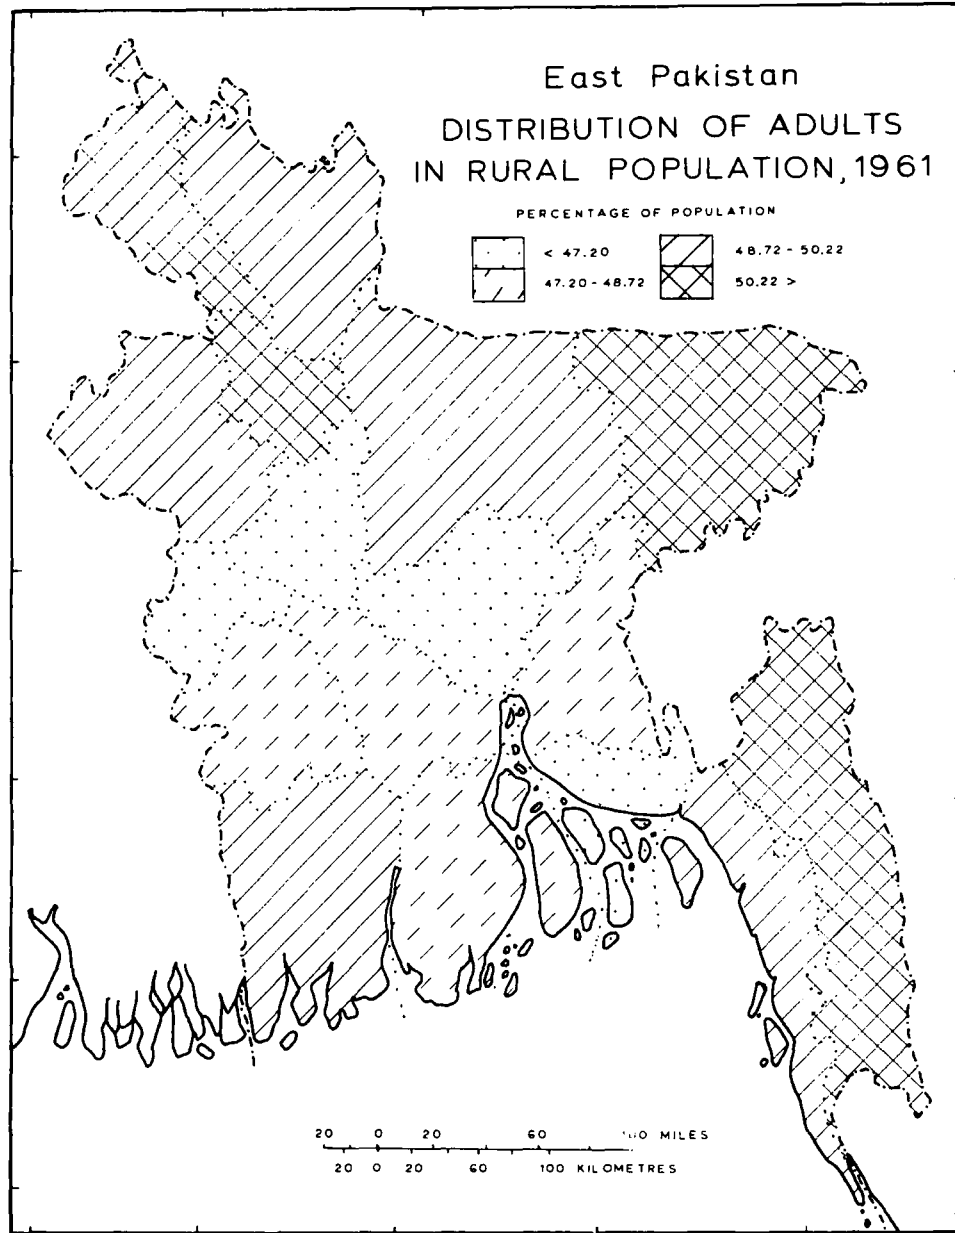 East Pakistan
DISTRIBUTION OF ADULTS
IN RURAL POPULATION, 1961
PERCENTAGE OF POPULATION
< 47.20
48.72 - 50.22
47.20 - 48.72
50.22 >
20 0 20 60 MILES
20 0 20 60 100 KILOMETRES